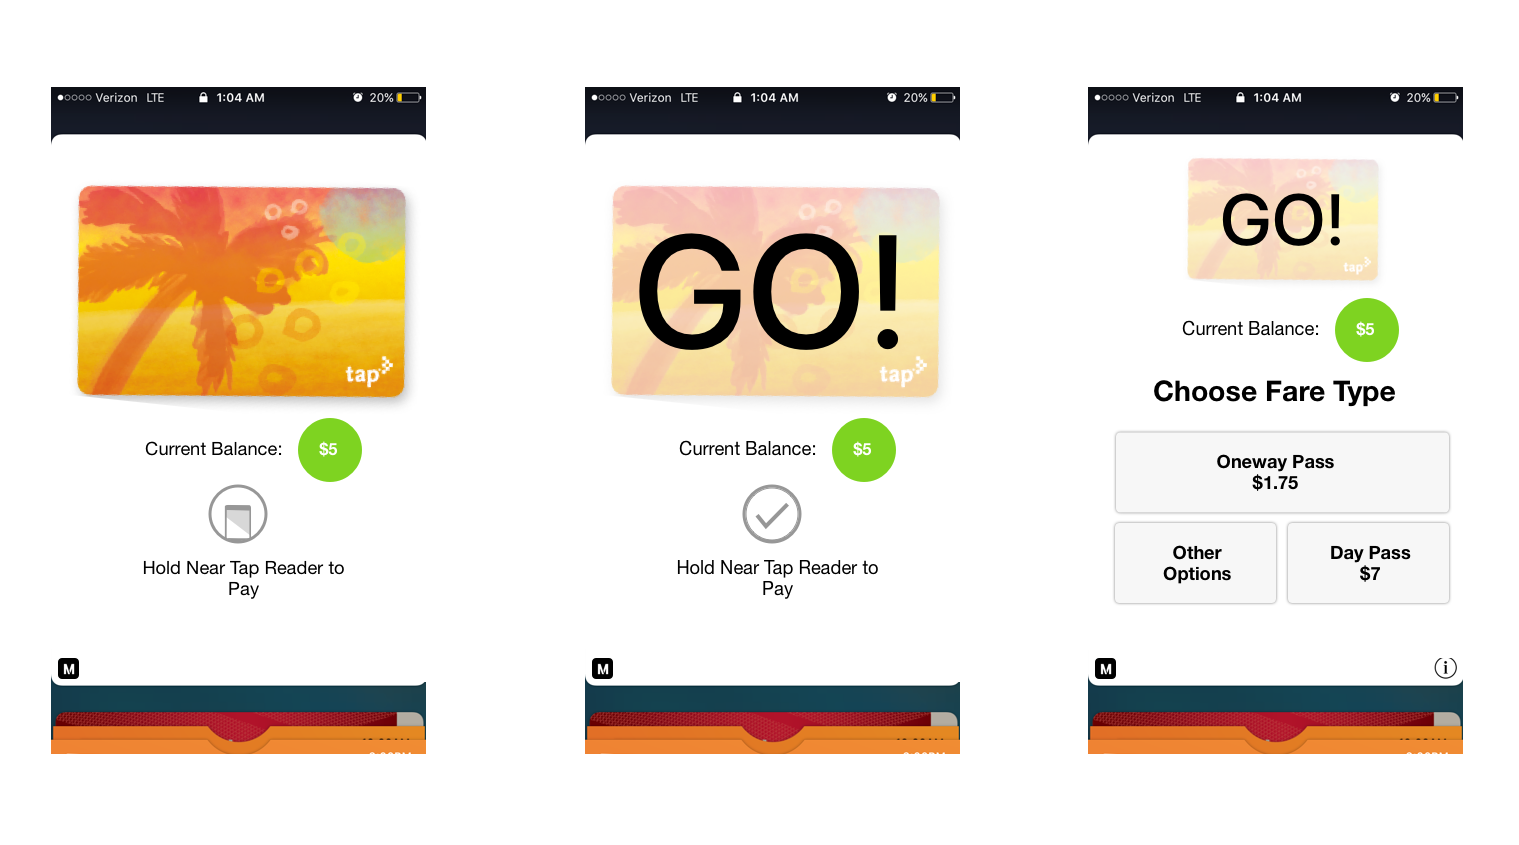 Verizon LTE 1:04 AM 20%
tap
Current Balance: $5
Hold Near Tap Reader to
Pay
M
Verizon LTE 1:04 AM 20%
GO!
tap
Current Balance: $5
Hold Near Tap Reader to
Pay
M
Verizon LTE 1:04 AM 20%
GO!
tap
Current Balance: $5
Choose Fare Type
Oneway Pass
$1.75
Other
Options
Day Pass
$7
M i